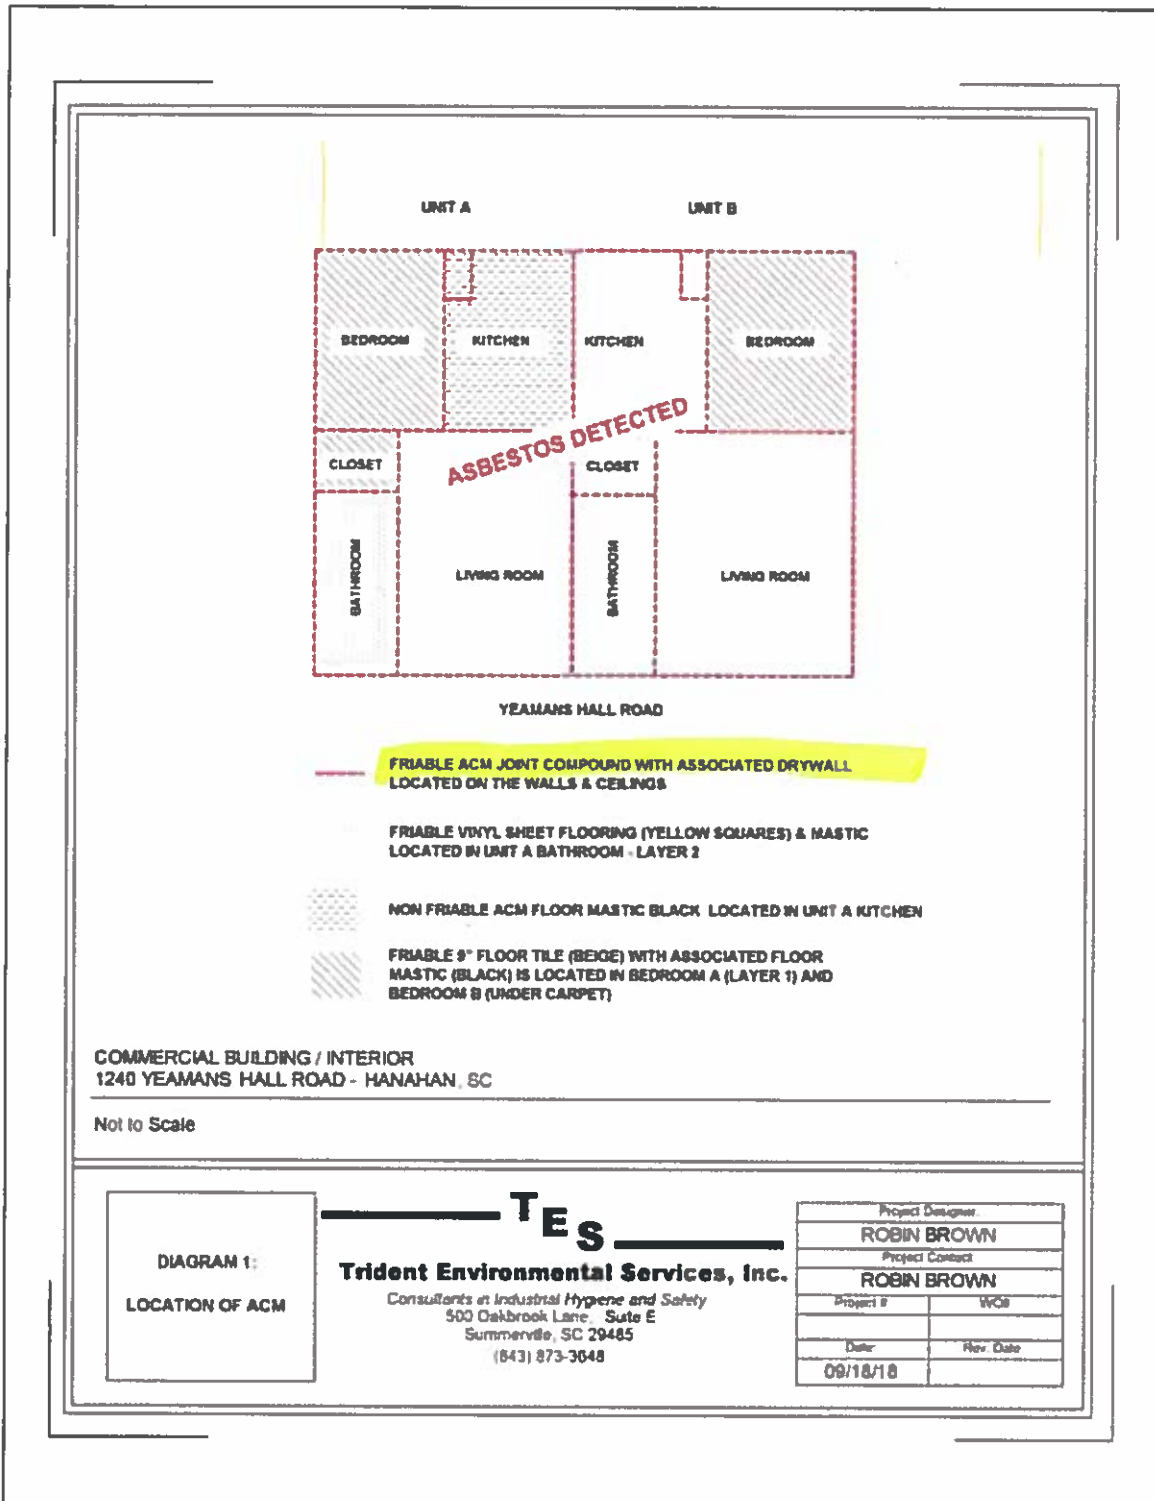 UNIT A
UNIT B
BEDROOM
KITCHEN
KITCHEN
BEDROOM
ASBESTOS DETECTED
CLOSET
CLOSET
BATHROOM
LIVING ROOM
BATHROOM
LIVING ROOM
YEAMANS HALL ROAD
FRIABLE ACM JOINT COMPOUND WITH ASSOCIATED DRYWALL
LOCATED ON THE WALLS & CEILINGS
FRIABLE VINYL SHEET FLOORING (YELLOW SQUARES) & MASTIC
LOCATED IN UNIT A BATHROOM - LAYER 2
NON FRIABLE ACM FLOOR MASTIC BLACK LOCATED IN UNIT A KITCHEN
FRIABLE 9" FLOOR TILE (BEIGE) WITH ASSOCIATED FLOOR
MASTIC (BLACK) IS LOCATED IN BEDROOM A (LAYER 1) AND
BEDROOM B (UNDER CARPET)
COMMERCIAL BUILDING / INTERIOR
1240 YEAMANS HALL ROAD - HANAHAN, SC
Not to Scale
DIAGRAM 1:
LOCATION OF ACM
TES
Trident Environmental Services, Inc.
Consultants in Industrial Hygiene and Safety
500 Oakbrook Lane, Suite E
Summerville, SC 29485
(843) 873-3648
Project Designer
ROBIN BROWN
Project Contact
ROBIN BROWN
Project # WO#
Date Rev. Date
09/18/18